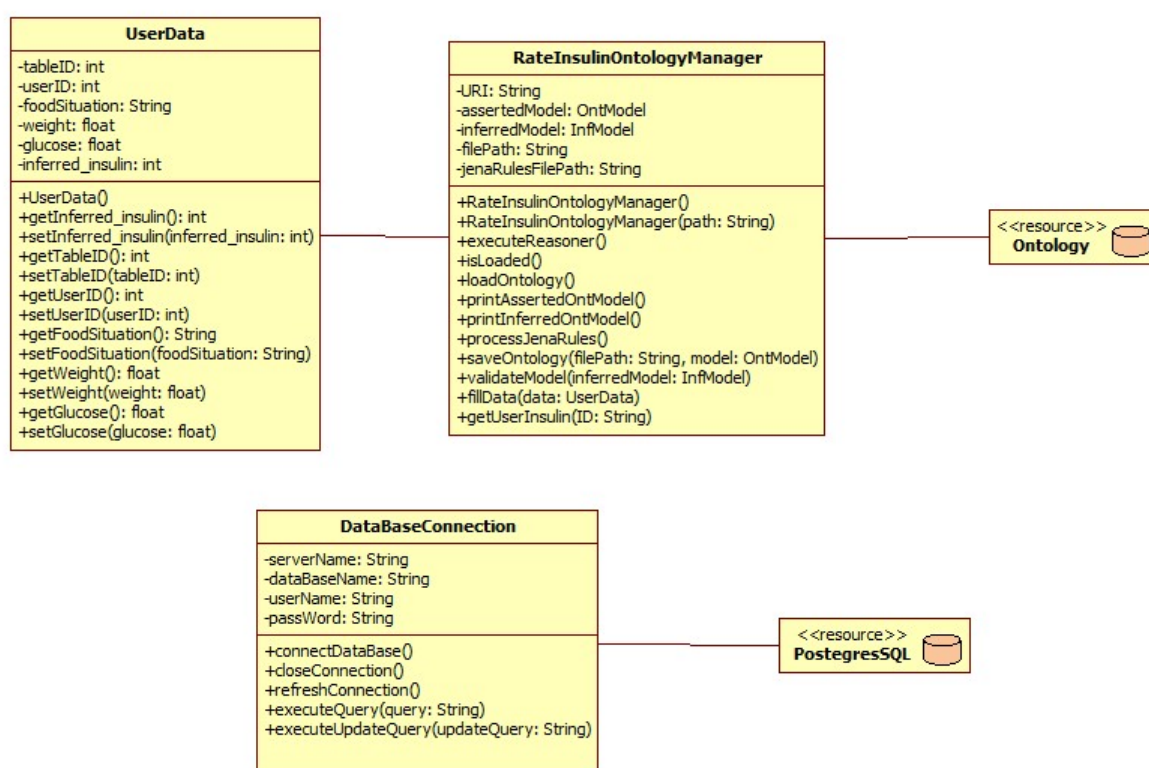 UserData
-tableID: int
-userID: int
-foodSituation: String
-weight: float
-glucose: float
-inferred_insulin: int
+UserData()
+getInferred_insulin(): int
+setInferred_insulin(inferred_insulin: int)
+getTableID(): int
+setTableID(tableID: int)
+getUserID(): int
+setUserID(userID: int)
+getFoodSituation(): String
+setFoodSituation(foodSituation: String)
+getWeight(): float
+setWeight(weight: float)
+getGlucose(): float
+setGlucose(glucose: float)
RateInsulinOntologyManager
-URI: String
-assertedModel: OntModel
-inferredModel: InfModel
-filePath: String
-jenaRulesFilePath: String
+RateInsulinOntologyManager()
+RateInsulinOntologyManager(path: String)
+executeReasoner()
+isLoaded()
+loadOntology()
+printAssertedOntModel()
+printInferredOntModel()
+processJenaRules()
+saveOntology(filePath: String, model: OntModel)
+validateModel(inferredModel: InfModel)
+fillData(data: UserData)
+getUserInsulin(ID: String)
<<resource>>
Ontology
DataBaseConnection
-serverName: String
-dataBaseName: String
-userName: String
-passWord: String
+connectDataBase()
+closeConnection()
+refreshConnection()
+executeQuery(query: String)
+executeUpdateQuery(updateQuery: String)
<<resource>>
PostegresSQL